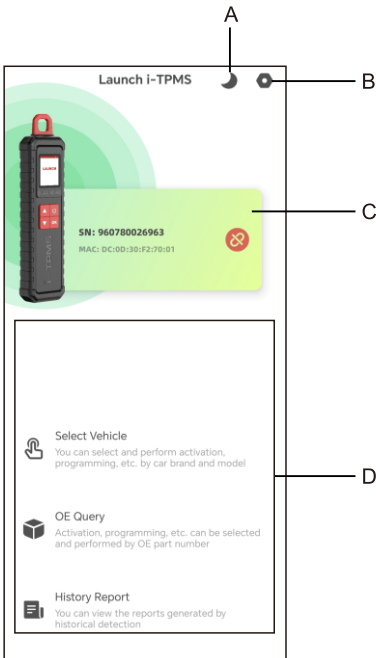 A
Launch i-TPMS
B
LAUNCH
C
SN: 960780026963
MAC: DC:0D:30:F2:70:01
Select Vehicle
You can select and perform activation,
programming, etc. by car brand and model
D
OE Query
Activation, programming, etc. can be selected
and performed by OE part number
History Report
You can view the reports generated by
historical detection